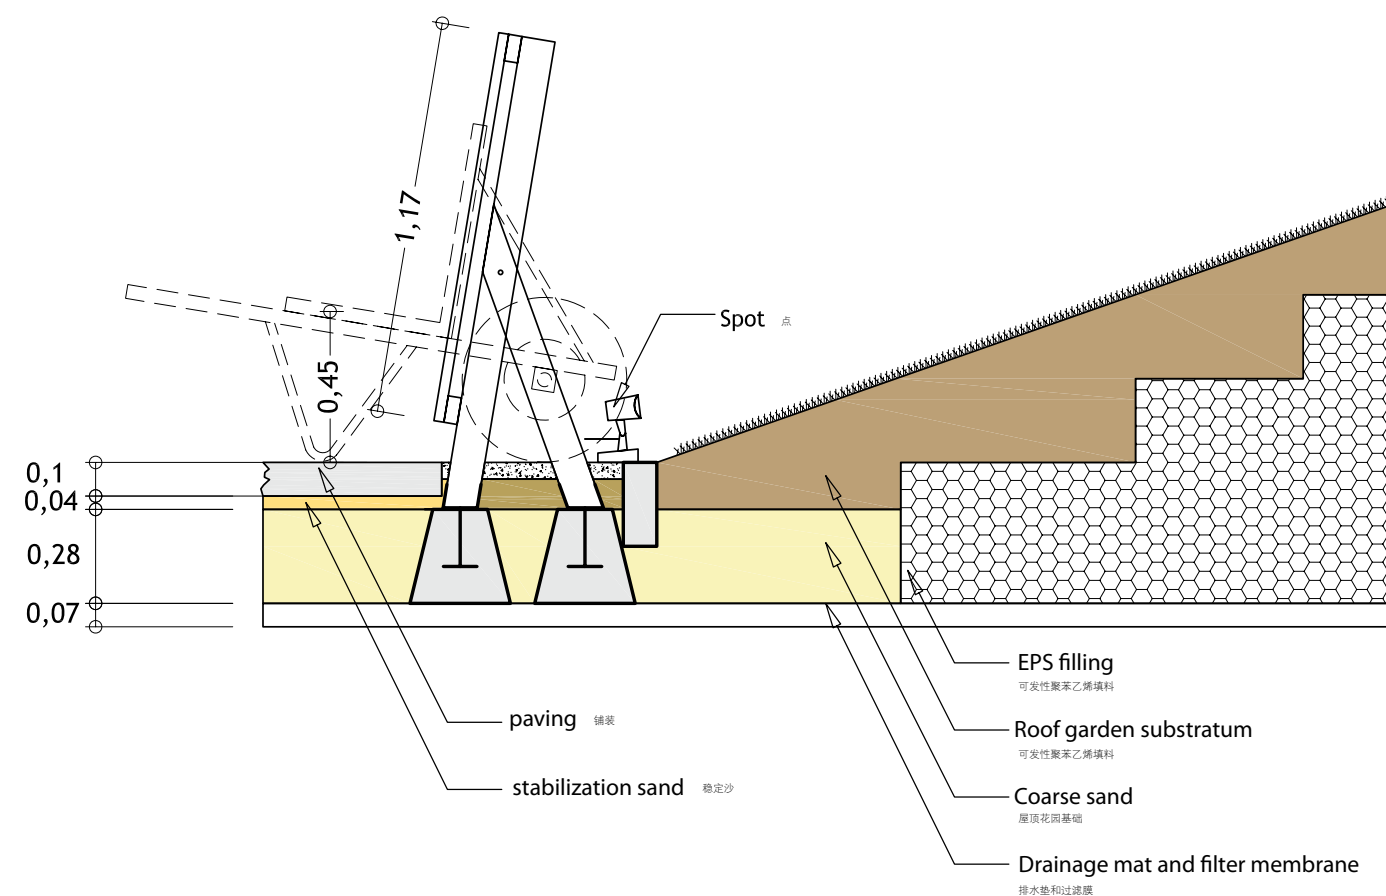 1,17
Spot 点
0,45
0,1
0,04
0,28
0,07
EPS filling
可发性聚苯乙烯填料
paving 铺装
Roof garden substratum
可发性聚苯乙烯填料
stabilization sand 稳定沙
Coarse sand
屋顶花园基础
Drainage mat and filter membrane
排水垫和过滤膜